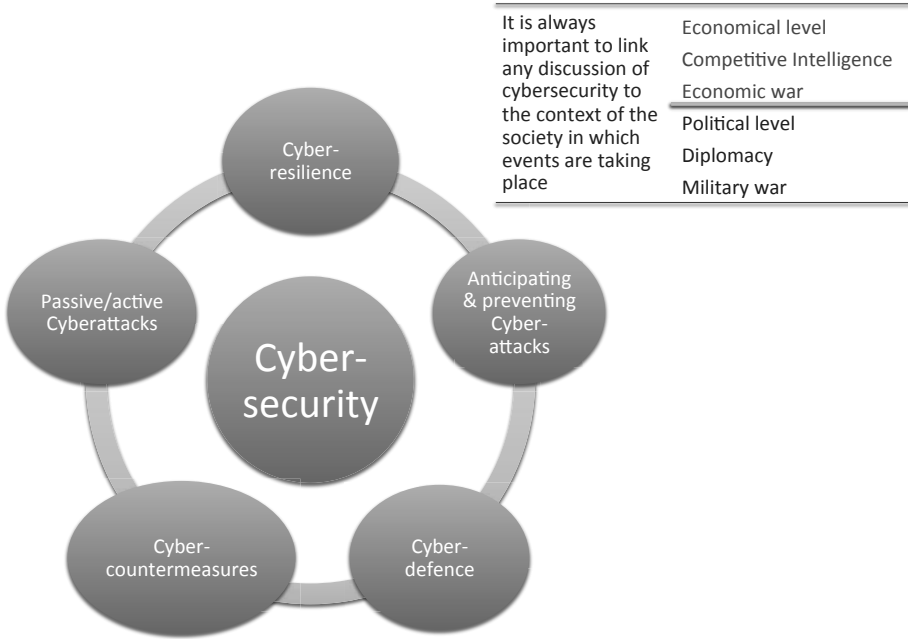 It is always
important to link
any discussion of
cybersecurity to
the context of the
society in which
events are taking
place
Economical level
Competitive Intelligence
Economic war
Political level
Diplomacy
Military war
Cyber-
resilience
Anticipating
& preventing
Cyber-
attacks
Cyber-
defence
Cyber-
countermeasures
Passive/active
Cyberattacks
Cyber-
security